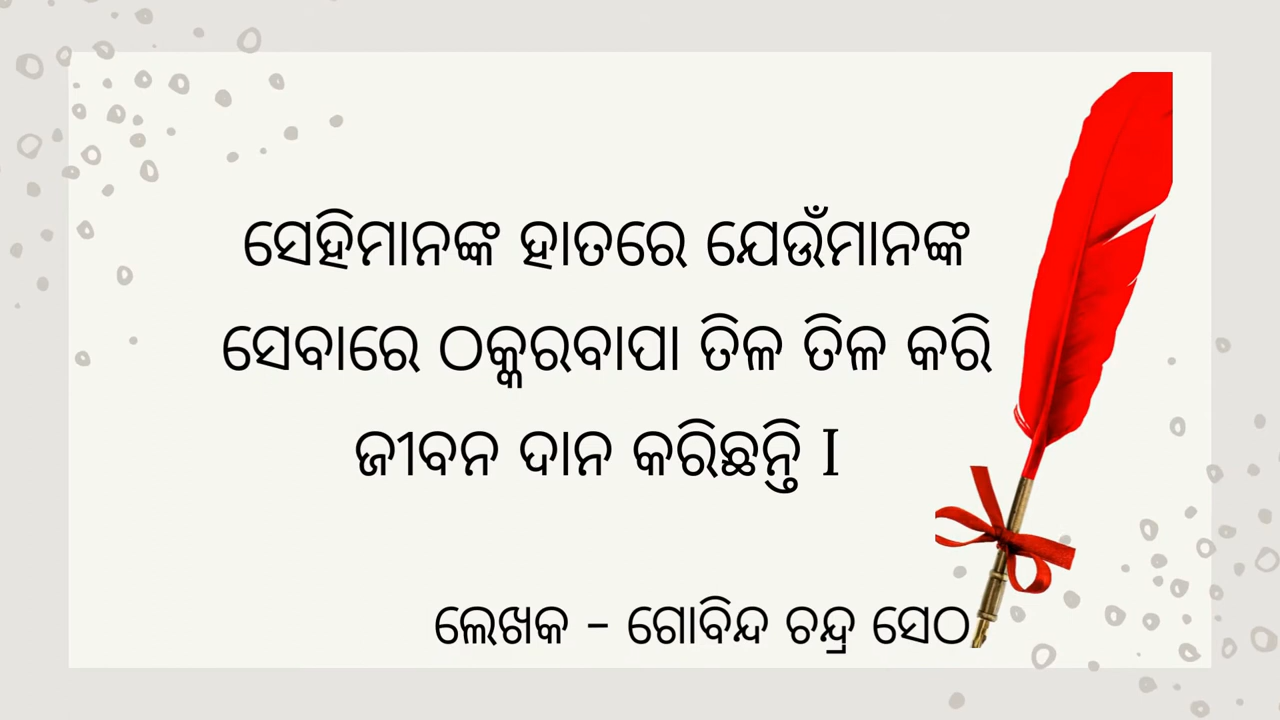 ସେହିମାନଙ୍କ ହାତରେ ଯେଉଁମାନଙ୍କ
ସେବାରେ ଠକ୍କରବାପା ତିଳ ତିଳ କରି
ଜୀବନ ଦାନ କରିଛନ୍ତି I
ଲେଖକ – ଗୋବିନ୍ଦ ଚନ୍ଦ୍ର ସେଠ